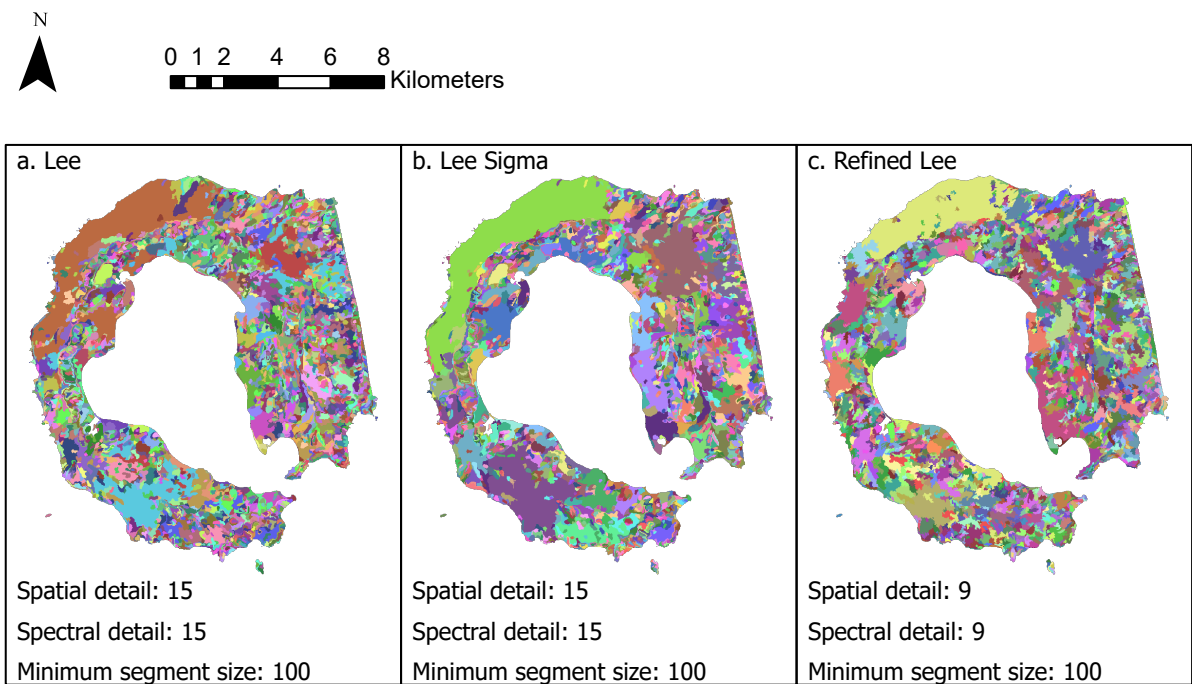 N
0 1 2 4 6 8
Kilometers
a. Lee
Spatial detail: 15
Spectral detail: 15
Minimum segment size: 100
b. Lee Sigma
Spatial detail: 15
Spectral detail: 15
Minimum segment size: 100
c. Refined Lee
Spatial detail: 9
Spectral detail: 9
Minimum segment size: 100